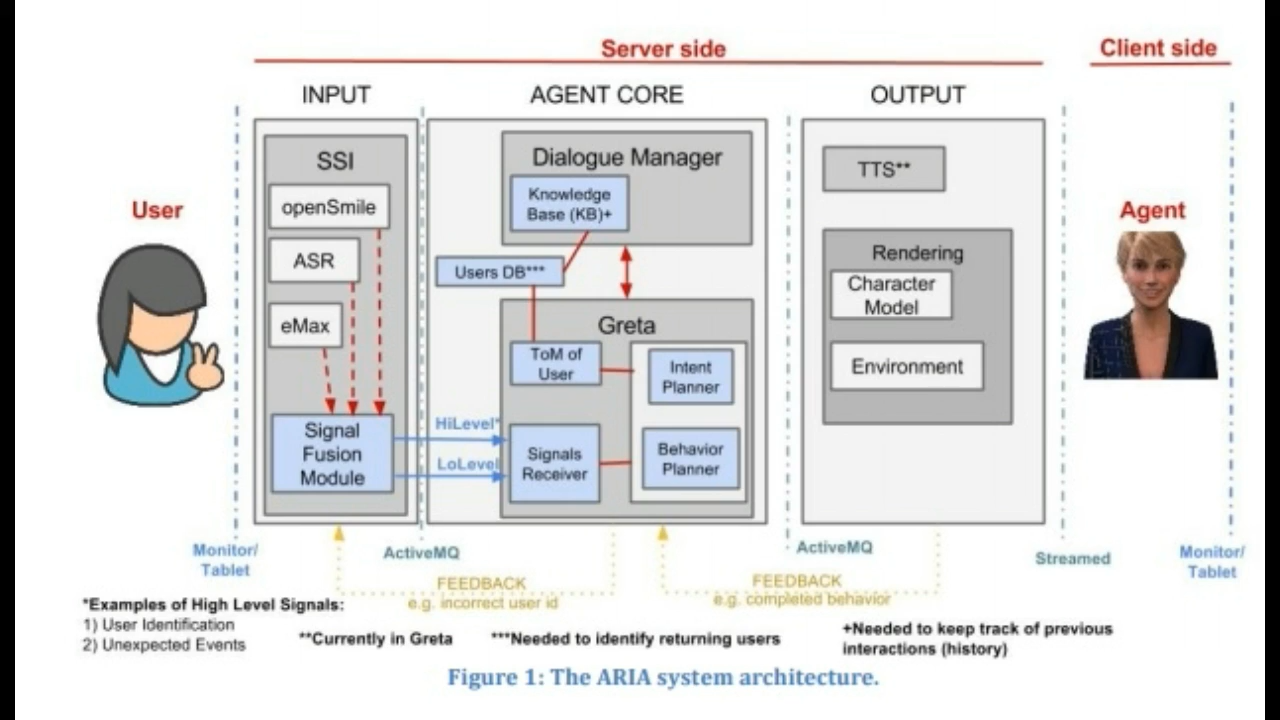 Server side
Client side
INPUT
AGENT CORE
OUTPUT
SSI
openSmile
ASR
eMax
Signal
Fusion
Module
Dialogue Manager
Knowledge
Base (KB)+
Users DB***
Greta
ToM of
User
Intent
Planner
HiLevel*
LoLevel
Signals
Receiver
Behavior
Planner
TTS**
Rendering
Character
Model
Environment
User
Agent
Monitor/
Tablet
ActiveMQ
ActiveMQ
Streamed
Monitor/
Tablet
FEEDBACK
e.g. incorrect user id
FEEDBACK
e.g. completed behavior
*Examples of High Level Signals:
1) User Identification
2) Unexpected Events
**Currently in Greta
***Needed to identify returning users
+Needed to keep track of previous
interactions (history)
Figure 1: The ARIA system architecture.